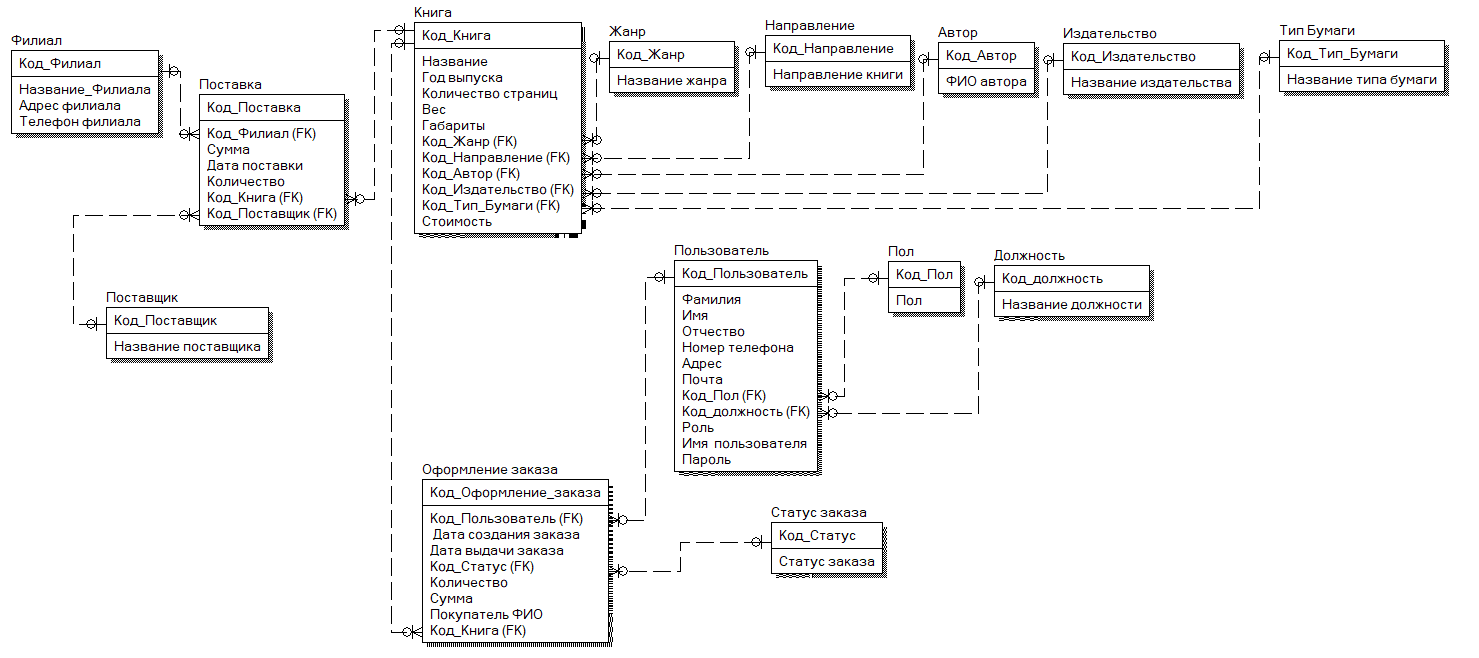 Филиал
Код_Филиал
Название_Филиала
Адрес филиала
Телефон филиала
Поставка
Код_Поставка
Код_Филиал (FK)
Сумма
Дата поставки
Количество
Код_Книга (FK)
Код_Поставщик (FK)
Поставщик
Код_Поставщик
Название поставщика
Книга
Код_Книга
Название
Год выпуска
Количество страниц
Вес
Габариты
Код_Жанр (FK)
Код_Направление (FK)
Код_Автор (FK)
Код_Издательство (FK)
Код_Тип_Бумаги (FK)
Стоимость
Жанр
Код_Жанр
Название жанра
Направление
Код_Направление
Направление книги
Автор
Код_Автор
ФИО автора
Издательство
Код_Издательство
Название издательства
Тип Бумаги
Код_Тип_Бумаги
Название типа бумаги
Пользователь
Код_Пользователь
Фамилия
Имя
Отчество
Номер телефона
Адрес
Почта
Код_Пол (FK)
Код_должность (FK)
Роль
Имя пользователя
Пароль
Пол
Код_Пол
Пол
Должность
Код_должность
Название должности
Оформление заказа
Код_Оформление_заказа
Код_Пользователь (FK)
Дата создания заказа
Дата выдачи заказа
Код_Статус (FK)
Количество
Сумма
Покупатель ФИО
Код_Книга (FK)
Статус заказа
Код_Статус
Статус заказа